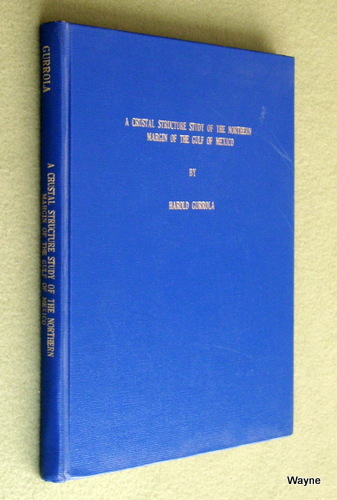 GURROLA
A CRUSTAL STRUCTURE STUDY OF THE NORTHERN
MARGIN OF THE GULF OF MEXICO
A CRUSTAL STRUCTURE STUDY OF THE NORTHERN
MARGIN OF THE GULF OF MEXICO
BY
HAROLD GURROLA
Wayne